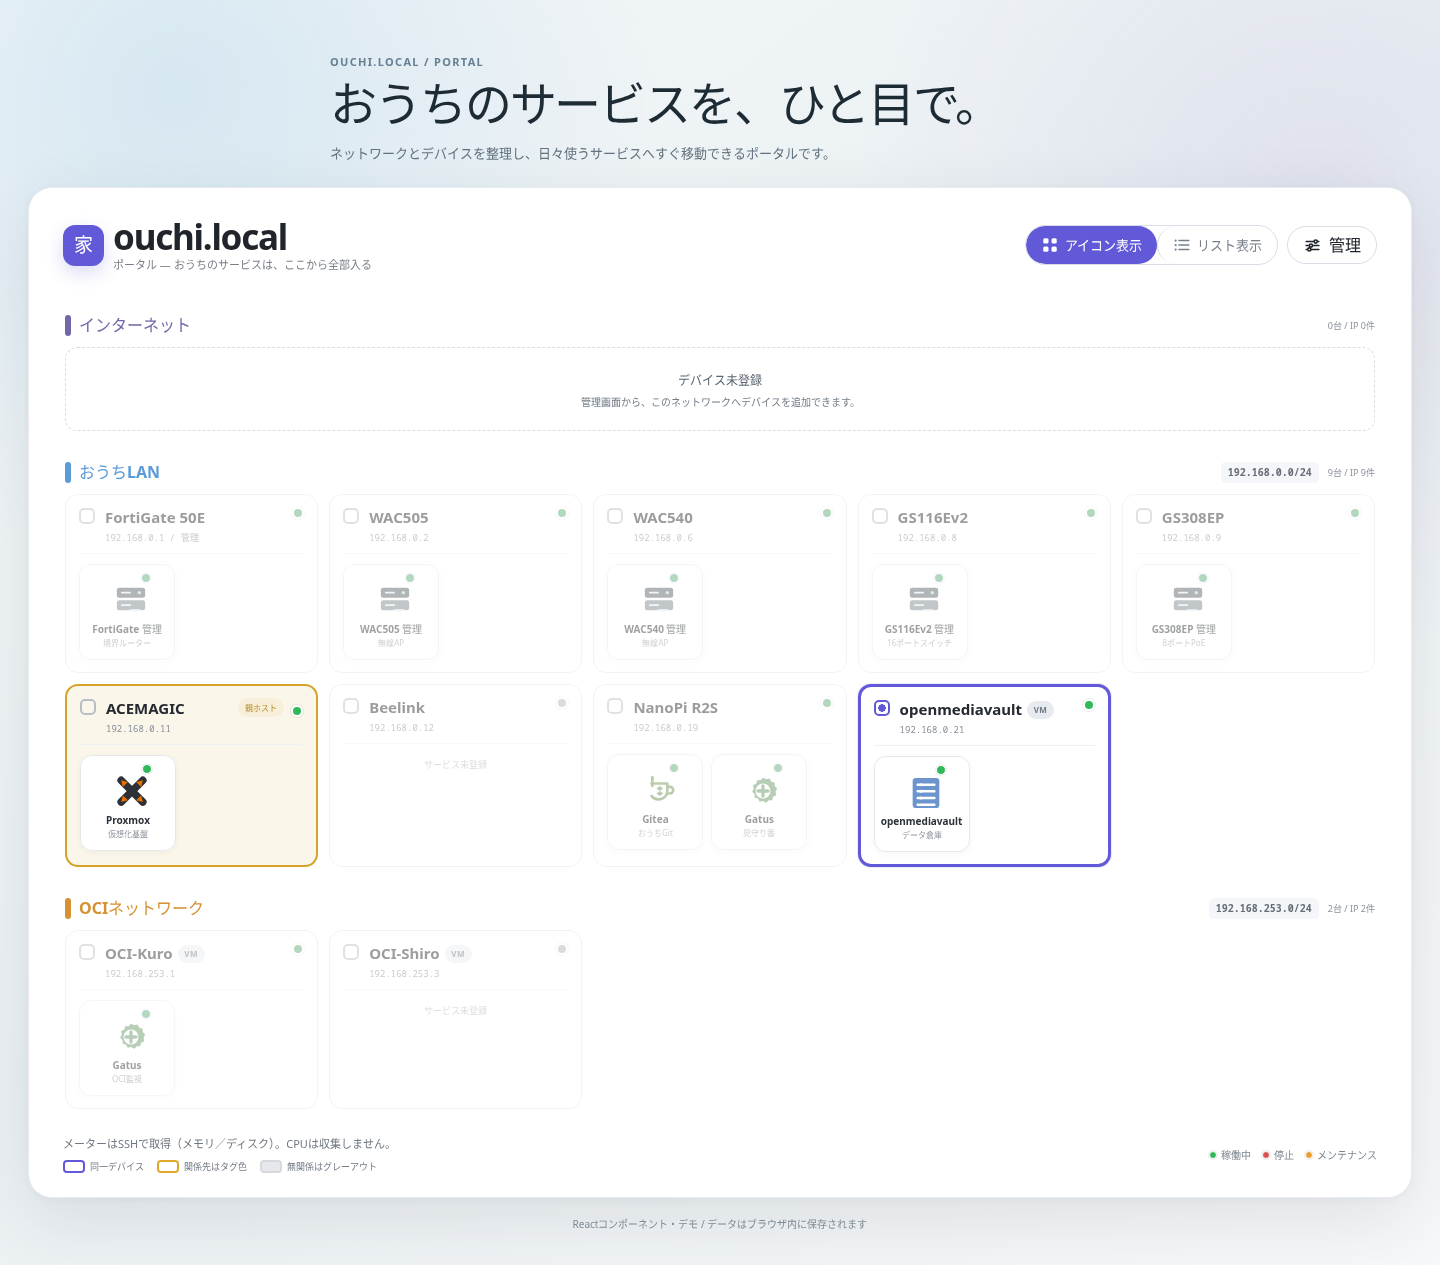 OUCHI.LOCAL / PORTAL
おうちのサービスを、ひと目で。
ネットワークとデバイスを整理し、日々使うサービスへすぐ移動できるポータルです。
家
ouchi.local
ポータル — おうちのサービスは、ここから全部入る
アイコン表示
リスト表示
管理
インターネット
0台 / IP 0件
デバイス未登録
管理画面から、このネットワークへデバイスを追加できます。
おうちLAN
192.168.0.0/24
9台 / IP 9件
FortiGate 50E
192.168.0.1 / 管理
FortiGate 管理
境界ルーター
WAC505
192.168.0.2
WAC505 管理
無線AP
WAC540
192.168.0.6
WAC540 管理
無線AP
GS116Ev2
192.168.0.8
GS116Ev2 管理
16ポートスイッチ
GS308EP
192.168.0.9
GS308EP 管理
8ポートPoE
ACEMAGIC
親ホスト
192.168.0.11
Proxmox
仮想化基盤
Beelink
192.168.0.12
サービス未登録
NanoPi R2S
192.168.0.19
Gitea
おうちGit
Gatus
見守り番
openmediavault
VM
192.168.0.21
openmediavault
データ倉庫
OCIネットワーク
192.168.253.0/24
2台 / IP 2件
OCI-Kuro
VM
192.168.253.1
Gatus
OCI監視
OCI-Shiro
VM
192.168.253.3
サービス未登録
メーターはSSHで取得（メモリ／ディスク）。CPUは収集しません。
同一デバイス
関係先はタグ色
無関係はグレーアウト
稼働中
停止
メンテナンス
Reactコンポーネント・デモ / データはブラウザ内に保存されます